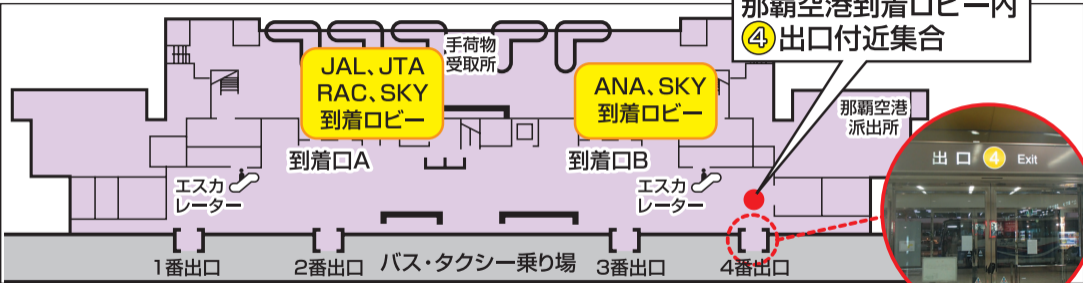 那覇空港到着ロビー内
④出口付近集合
手荷物
受取所
JAL、JTA
RAC、SKY
到着ロビー
ANA、SKY
到着ロビー
那覇空港
派出所
到着口A
到着口B
エスカ
レーター
エスカ
レーター
出口 4 Exit
1番出口
2番出口
バス・タクシー乗り場
3番出口
4番出口